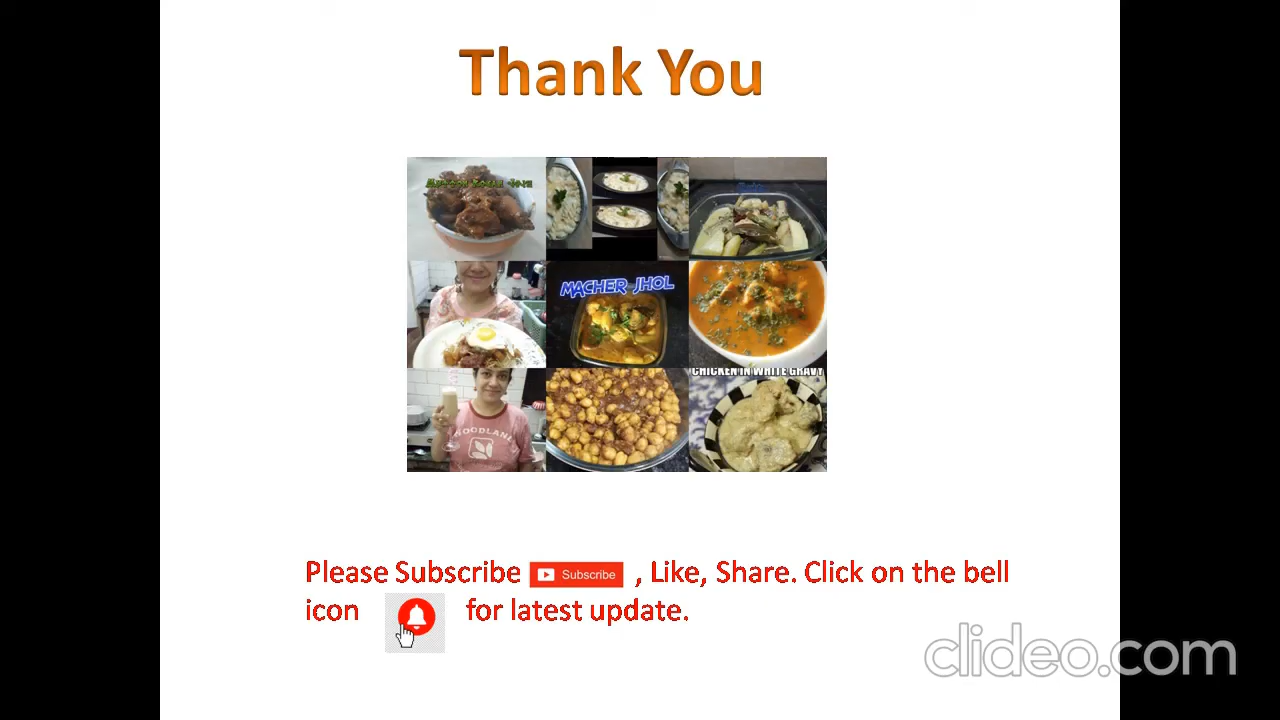 Thank You
MACHER JHOL
CHICKEN IN WHITE GRAVY
WOODLAND
Please Subscribe Subscribe , Like, Share. Click on the bell
icon for latest update.
clideo.com